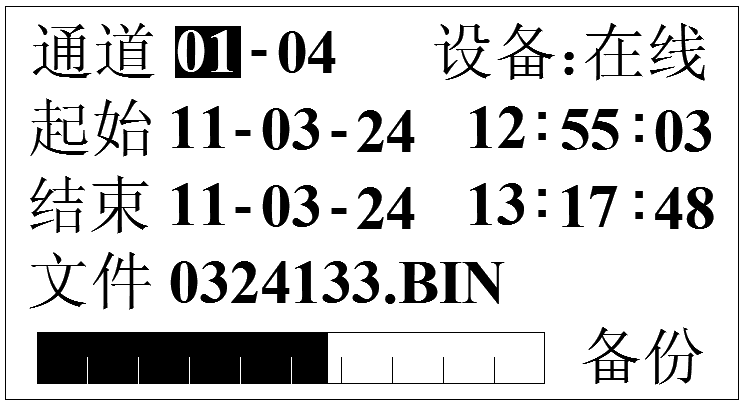 通道 01-04 设备:在线
起始 11-03-24 12:55:03
结束 11-03-24 13:17:48
文件 0324133.BIN
备份